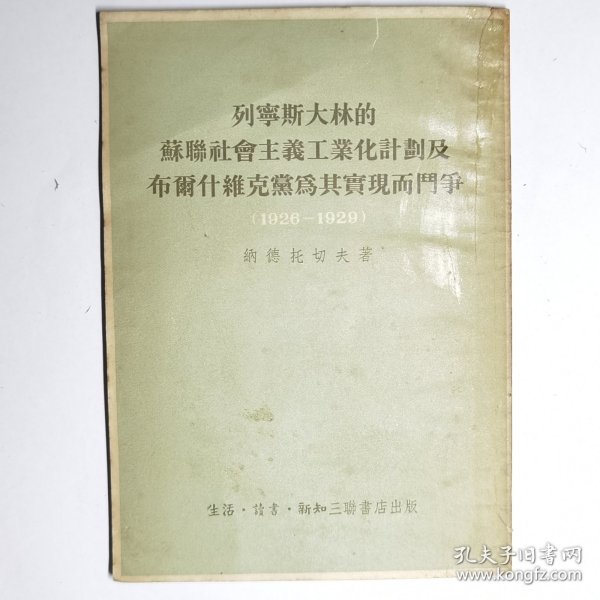 列寧斯大林的
蘇聯社會主義工業化計劃及
布爾什維克黨爲其實現而鬥爭
(1926-1929)
納德托切夫著
生活·讀書·新知三聯書店出版
孔夫子旧书网
www.kongfz.com